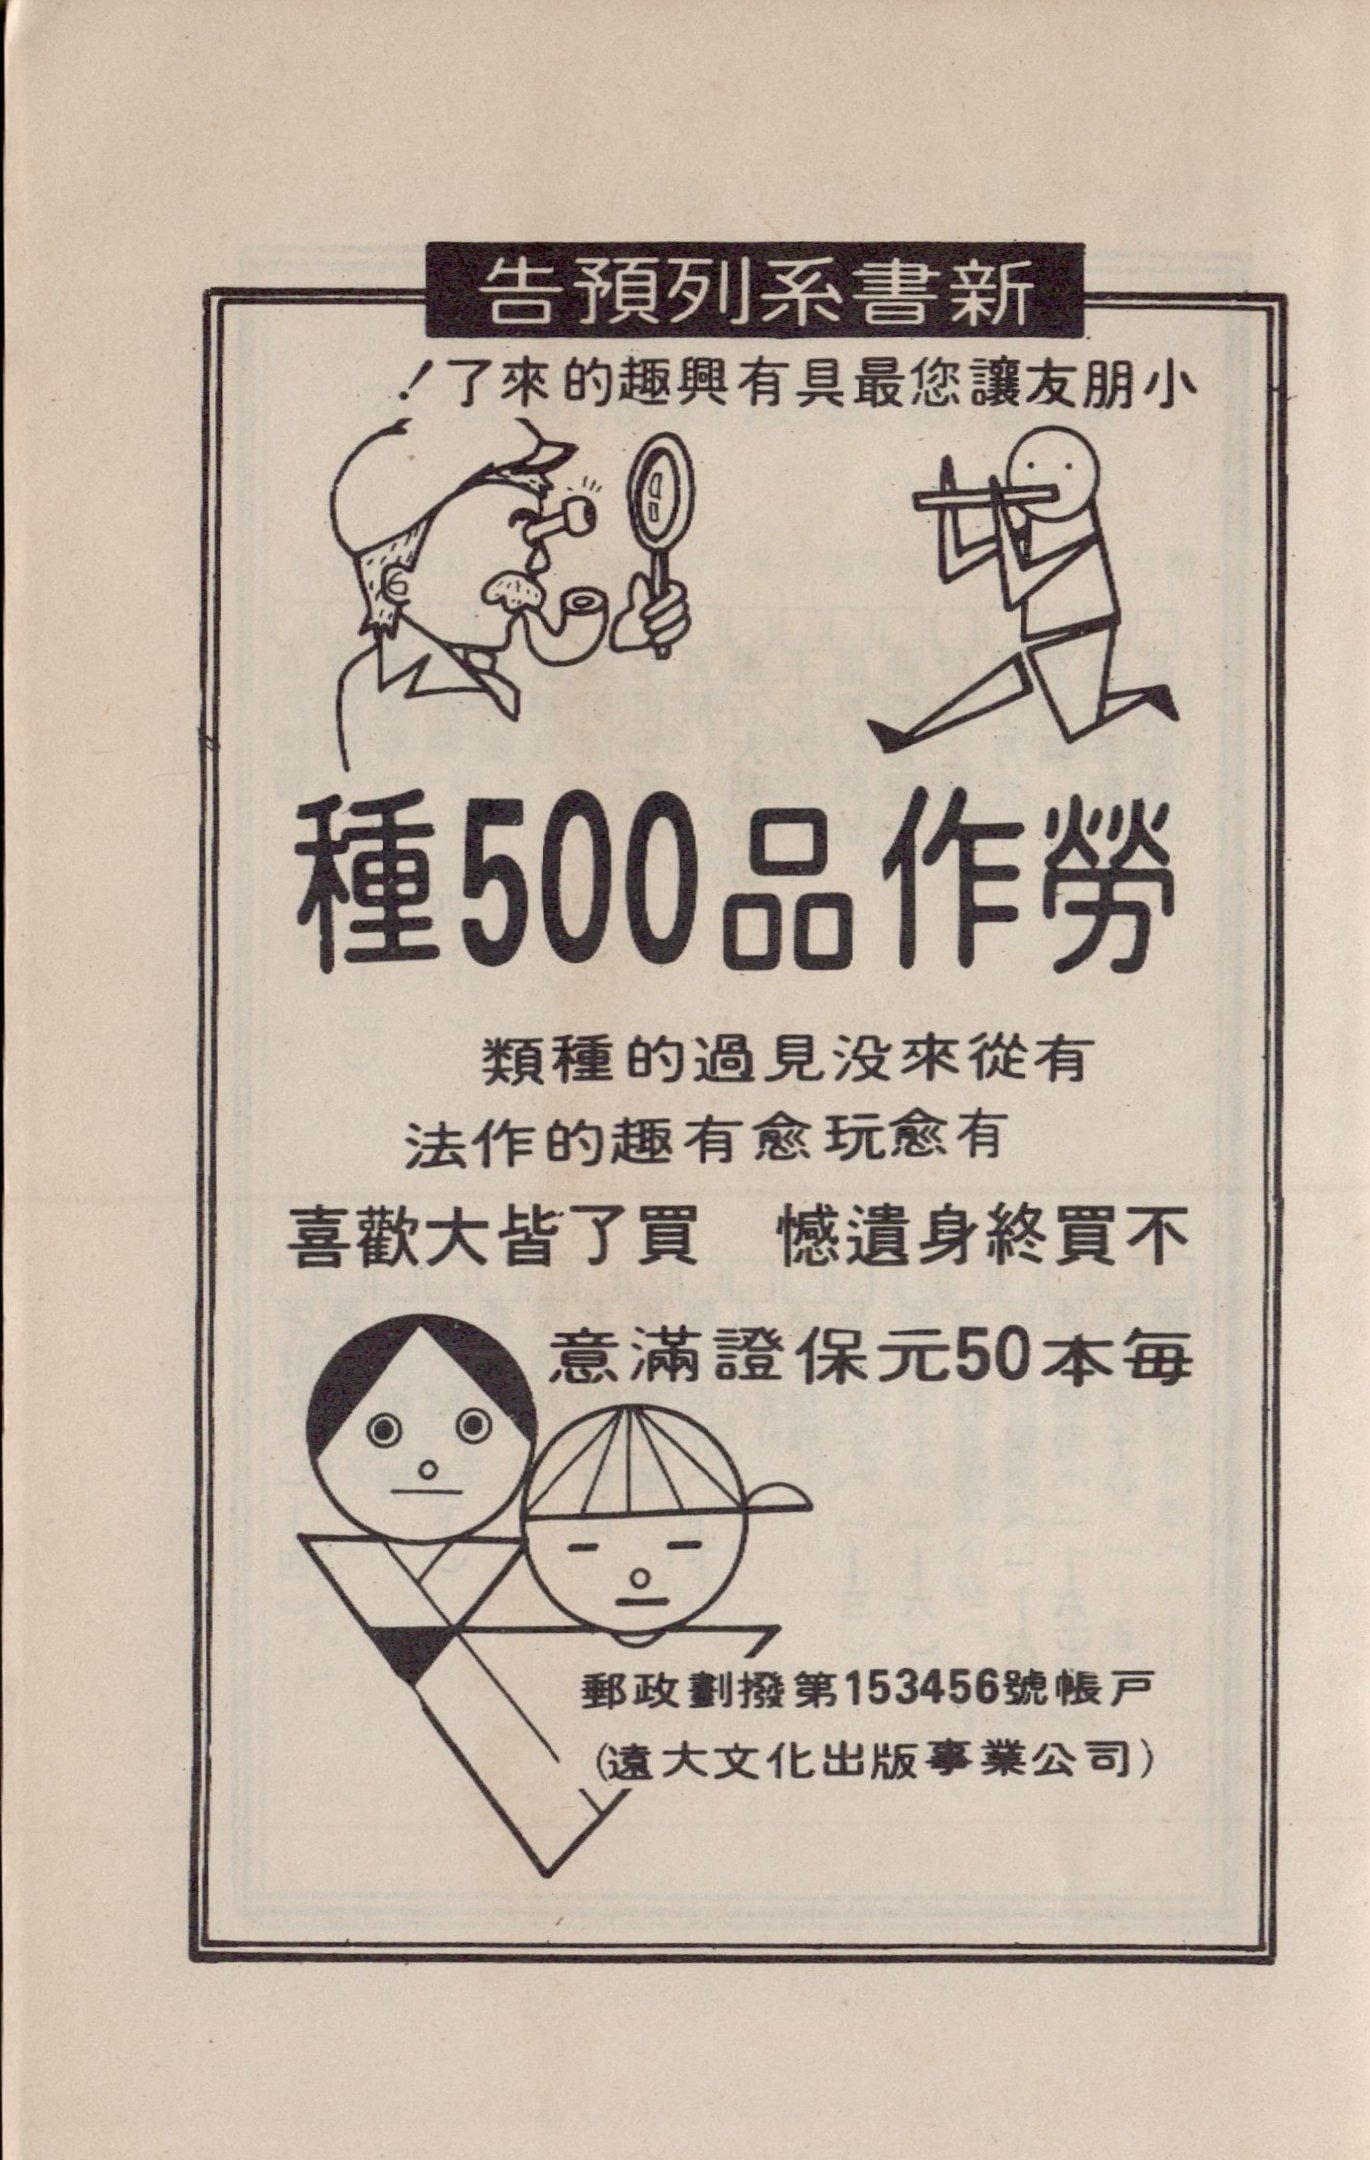 新書系列預告
小朋友讓您最具有興趣的來了！
勞作品500種
有從來没見過的種類
有愈玩愈有趣的作法
不買終身遺憾　買了皆大歡喜
每本50元保證滿意
郵政劃撥第153456號帳戸
(遠大文化出版事業公司)